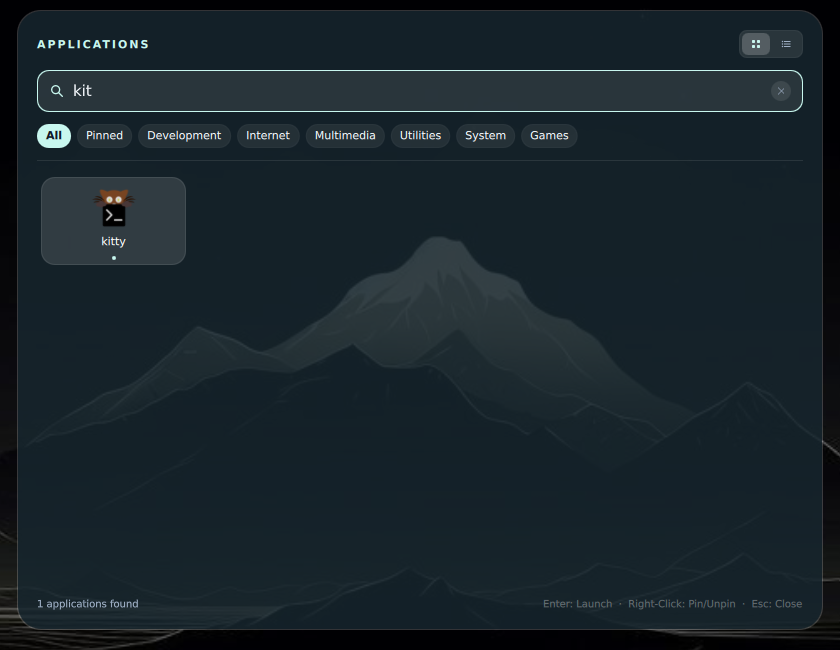 APPLICATIONS
kit
All Pinned Development Internet Multimedia Utilities System Games
kitty
1 applications found
Enter: Launch · Right-Click: Pin/Unpin · Esc: Close